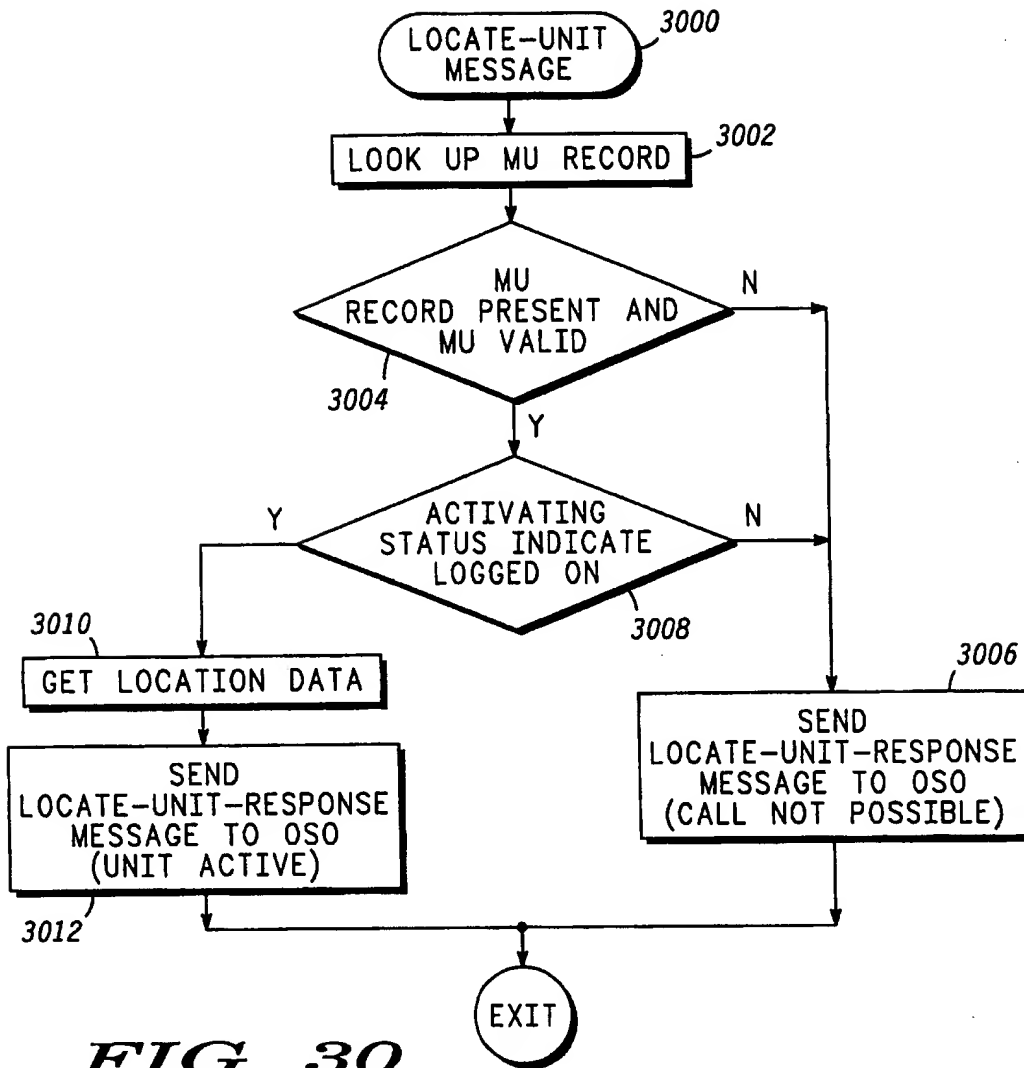 LOCATE-UNIT
MESSAGE
3000
LOOK UP MU RECORD
3002
MU
RECORD PRESENT AND
MU VALID
N
3004
Y
ACTIVATING
STATUS INDICATE
LOGGED ON
Y
N
3008
3010
GET LOCATION DATA
3006
SEND
LOCATE-UNIT-RESPONSE
MESSAGE TO OSO
(CALL NOT POSSIBLE)
SEND
LOCATE-UNIT-RESPONSE
MESSAGE TO OSO
(UNIT ACTIVE)
3012
EXIT
FIG. 30